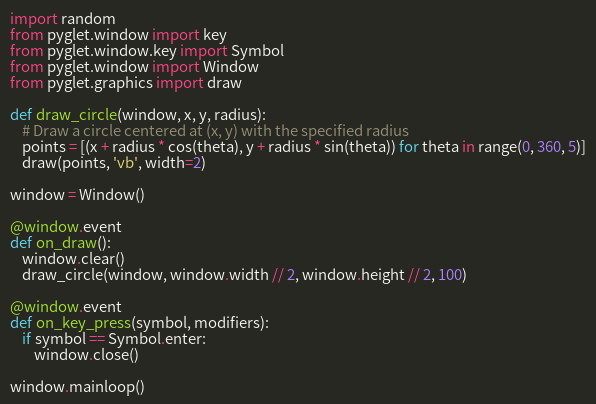 import random
from pyglet.window import key
from pyglet.window.key import Symbol
from pyglet.window import Window
from pyglet.graphics import draw

def draw_circle(window, x, y, radius):
    # Draw a circle centered at (x, y) with the specified radius
    points = [(x + radius * cos(theta), y + radius * sin(theta)) for theta in range(0, 360, 5)]
    draw(points, 'vb', width=2)

window = Window()

@window.event
def on_draw():
    window.clear()
    draw_circle(window, window.width // 2, window.height // 2, 100)

@window.event
def on_key_press(symbol, modifiers):
    if symbol == Symbol.enter:
        window.close()

window.mainloop()